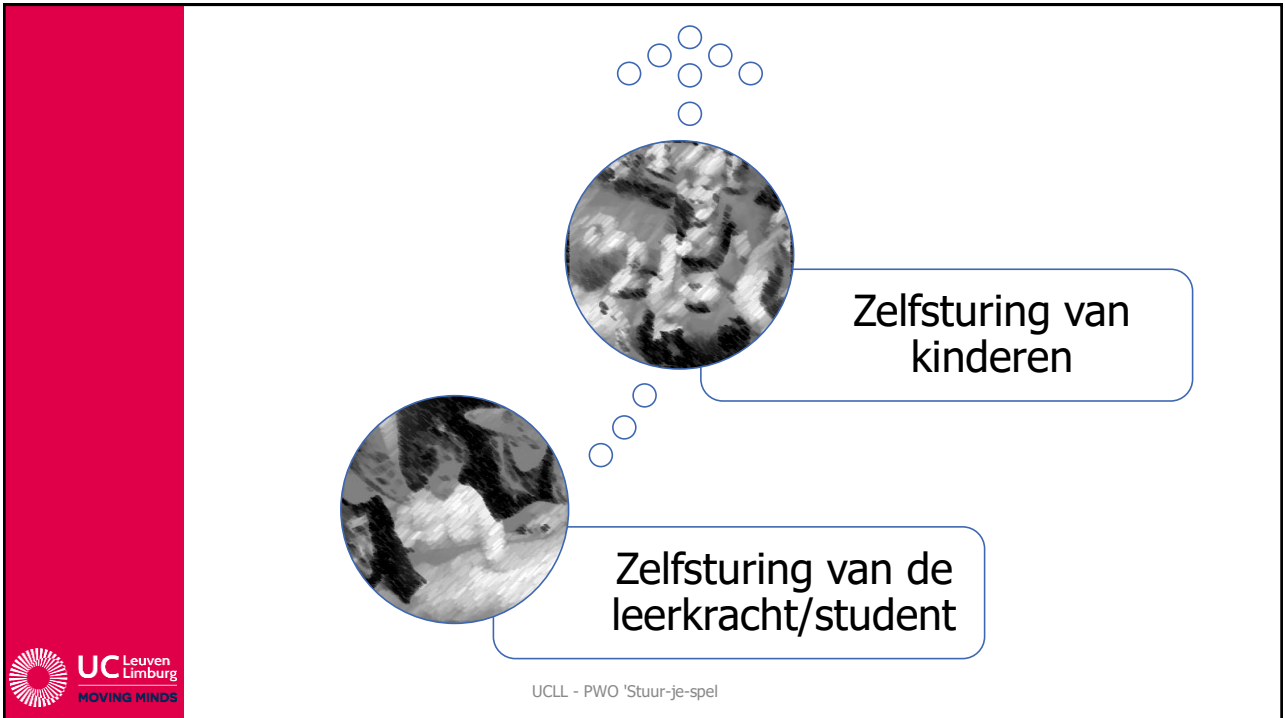 Zelfsturing van
kinderen
Zelfsturing van de
leerkracht/student
UC Leuven
Limburg
MOVING MINDS
UCLL - PWO 'Stuur-je-spel